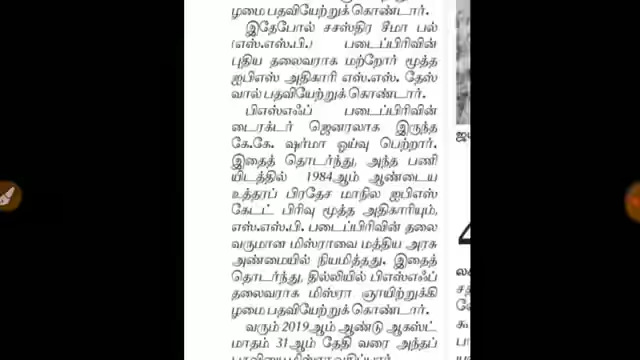 ழமை பதவியேற்றுக் கொண்டார்.
இதேபோல் சசஸ்திர சீமா பல்
(எஸ்.எஸ்.பி.) படைப்பிரிவின்
புதிய தலைவராக மற்றோர் மூத்த
ஐபிஎஸ் அதிகாரி எஸ்.எஸ். தேஸ்
வால் பதவியேற்றுக் கொண்டார்.
பிஎஸ்எஃப் படைப்பிரிவின்
டைரக்டர் ஜெனரலாக இருந்த
கே.கே. ஷர்மா ஓய்வு பெற்றார்.
இதைத் தொடர்ந்து, அந்த பணி
யிடத்தில் 1984ஆம் ஆண்டைய
உத்தரப் பிரதேச மாநில ஐபிஎஸ்
கேடட் பிரிவு மூத்த அதிகாரியும்,
எஸ்.எஸ்.பி. படைப்பிரிவின் தலை
வருமான மிஸ்ராவை மத்திய அரசு
அண்மையில் நியமித்தது. இதைத்
தொடர்ந்து, தில்லியில் பிஎஸ்எஃப்
தலைவராக மிஸ்ரா ஞாயிற்றுக்கி
ழமை பதவியேற்றுக் கொண்டார்.
வரும் 2019ஆம் ஆண்டு ஆகஸ்ட்
மாதம் 31ஆம் தேதி வரை அந்தப்